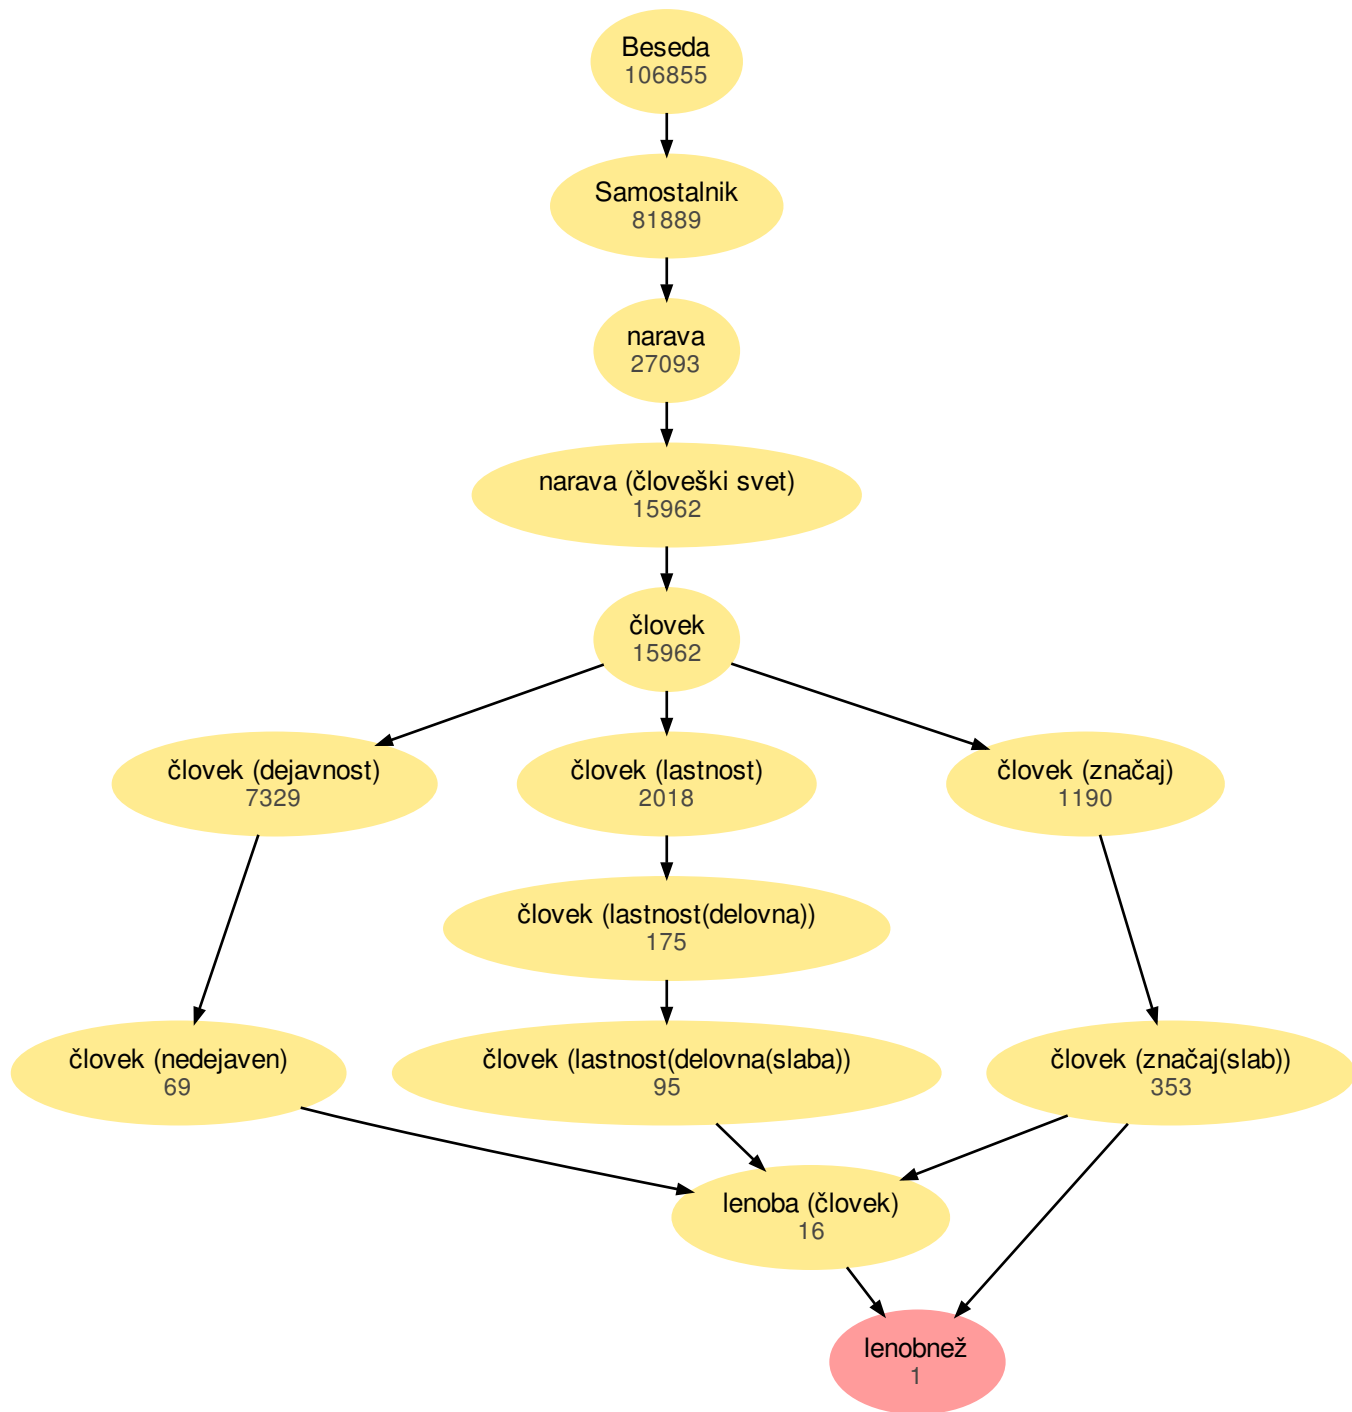 Beseda
106855
Samostalnik
81889
narava
27093
narava (človeški svet)
15962
človek
15962
človek (dejavnost)
7329
človek (lastnost)
2018
človek (značaj)
1190
človek (lastnost(delovna))
175
človek (nedejaven)
69
človek (lastnost(delovna(slaba))
95
človek (značaj(slab))
353
lenoba (človek)
16
lenobnež
1